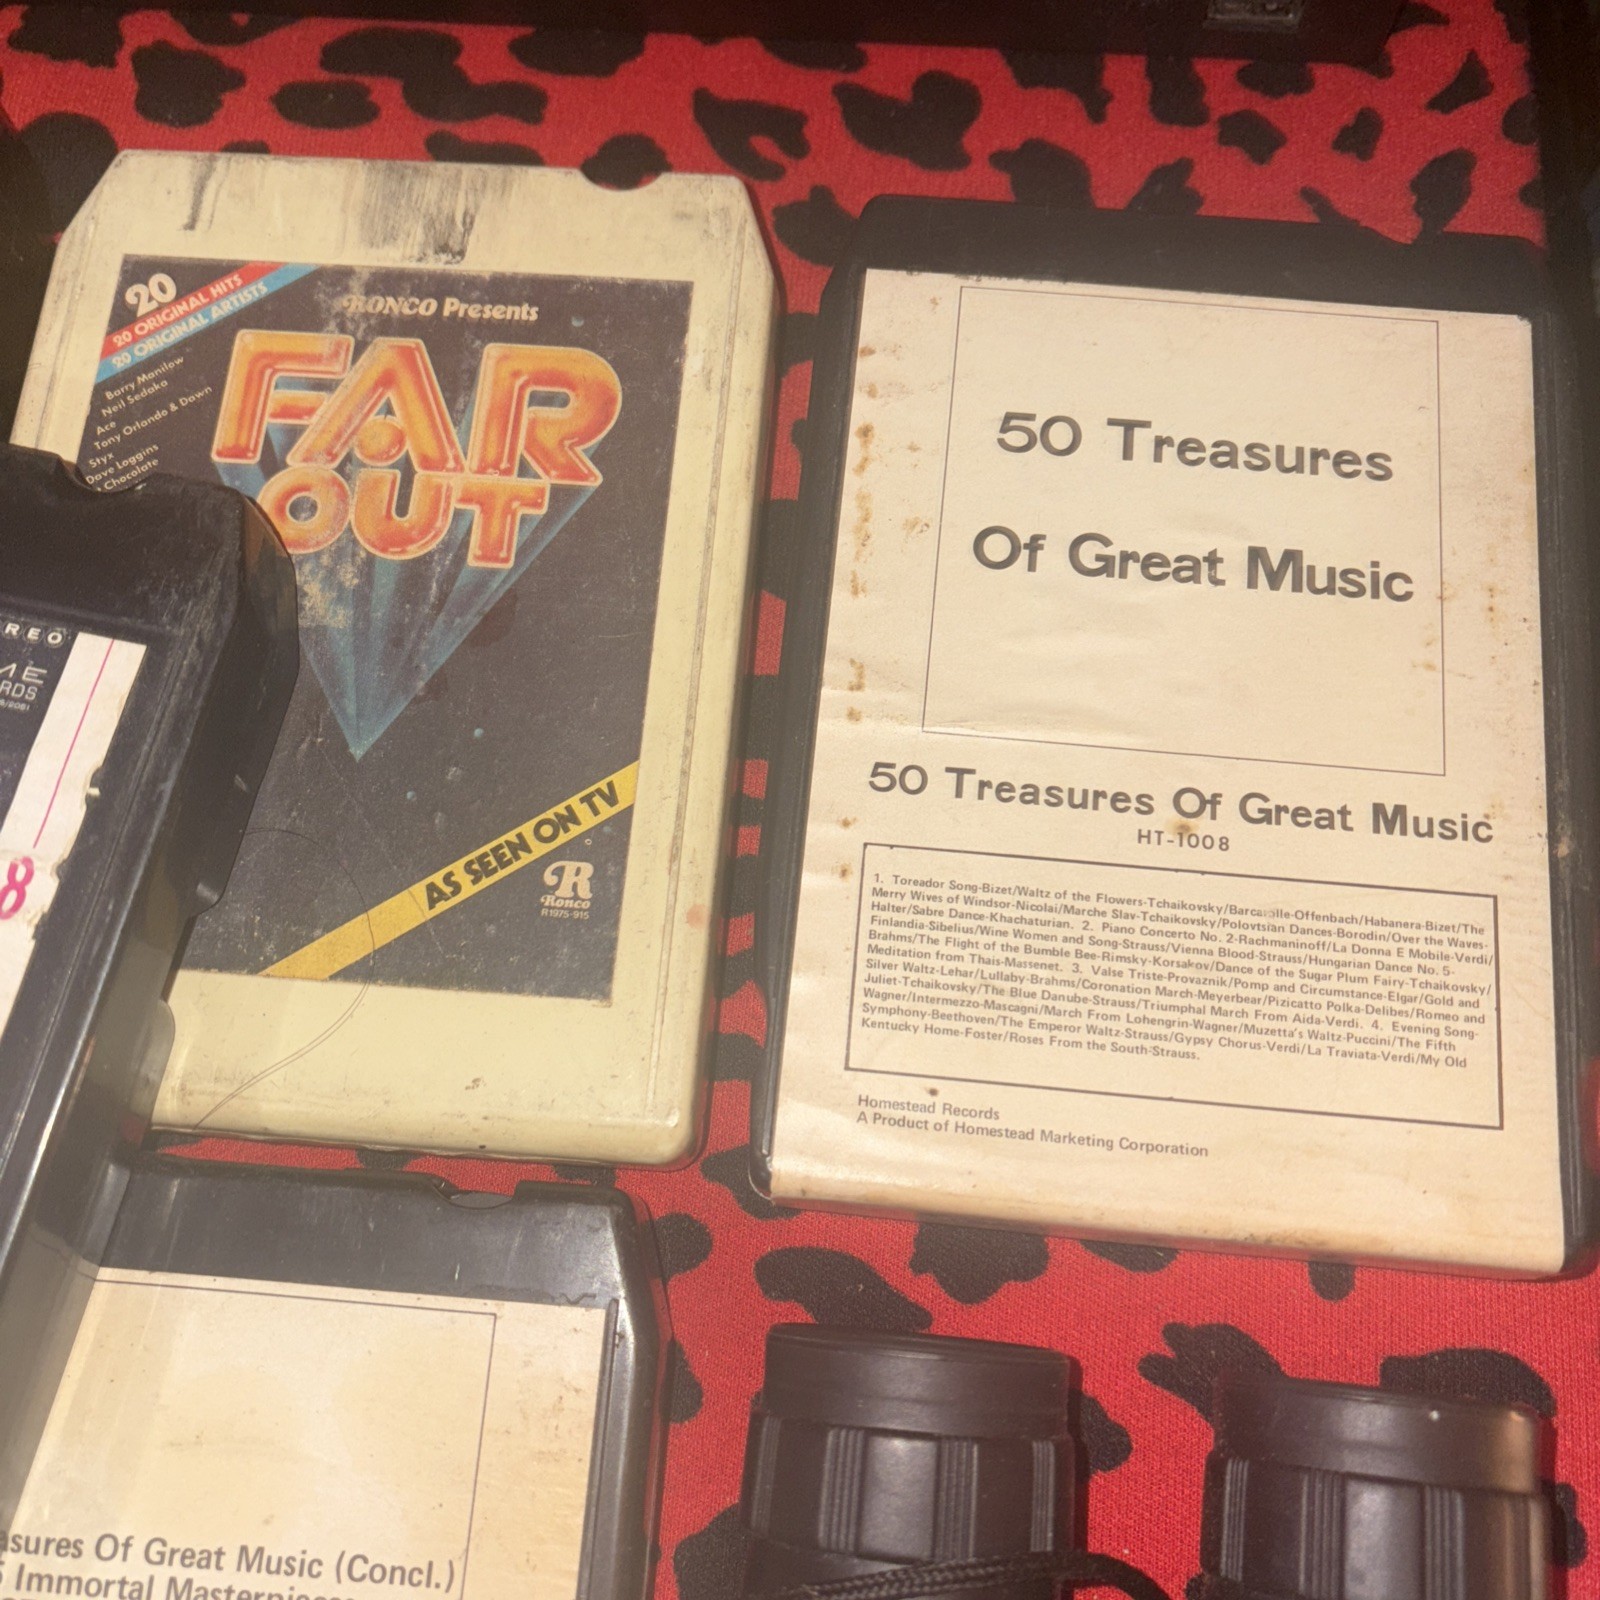 20
20 ORIGINAL HITS
20 ORIGINAL ARTISTS
RONCO Presents
FAR
OUT
Barry Manilow
Neil Sedaka
Ace
Tony Orlando & Dawn
Styx
Dave Loggins
Chocolate
AS SEEN ON TV
R
Ronco
R1975-915
8
50 Treasures
Of Great Music
50 Treasures Of Great Music
HT-1008
1. Toreador Song-Bizet/Waltz of the Flowers-Tchaikovsky/Barcarolle-Offenbach/Habanera-Bizet/The
Merry Wives of Windsor-Nicolai/Marche Slav-Tchaikovsky/Polovtsian Dances-Borodin/Over the Waves-
Halter/Sabre Dance-Khachaturian. 2. Piano Concerto No. 2-Rachmaninoff/La Donna E Mobile-Verdi/
Finlandia-Sibelius/Wine Women and Song-Strauss/Vienna Blood-Strauss/Hungarian Dance No. 5-
Brahms/The Flight of the Bumble Bee-Rimsky-Korsakov/Dance of the Sugar Plum Fairy-Tchaikovsky/
Meditation from Thais-Massenet. 3. Valse Triste-Provaznik/Pomp and Circumstance-Elgar/Gold and
Silver Waltz-Lehar/Lullaby-Brahms/Coronation March-Meyerbeer/Pizicatto Polka-Delibes/Romeo and
Juliet-Tchaikovsky/The Blue Danube-Strauss/Triumphal March From Aida-Verdi. 4. Evening Song-
Wagner/Intermezzo-Mascagni/March From Lohengrin-Wagner/Muzetta's Waltz-Puccini/The Fifth
Symphony-Beethoven/The Emperor Waltz-Strauss/Gypsy Chorus-Verdi/La Traviata-Verdi/My Old
Kentucky Home-Foster/Roses From the South-Strauss.
Homestead Records
A Product of Homestead Marketing Corporation
asures Of Great Music (Concl.)
Immortal